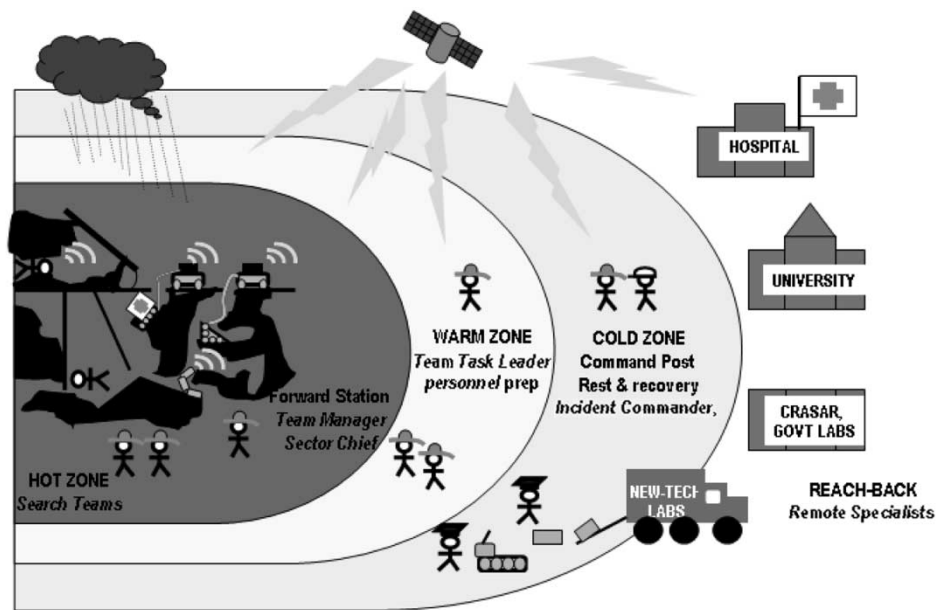 HOSPITAL
UNIVERSITY
WARM ZONE
Team Task Leader
personnel prep
COLD ZONE
Command Post
Rest & recovery
Incident Commander,
Forward Station
Team Manager
Sector Chief
HOT ZONE
Search Teams
CRASAR,
GOVT LABS
NEW-TECH
LABS
REACH-BACK
Remote Specialists